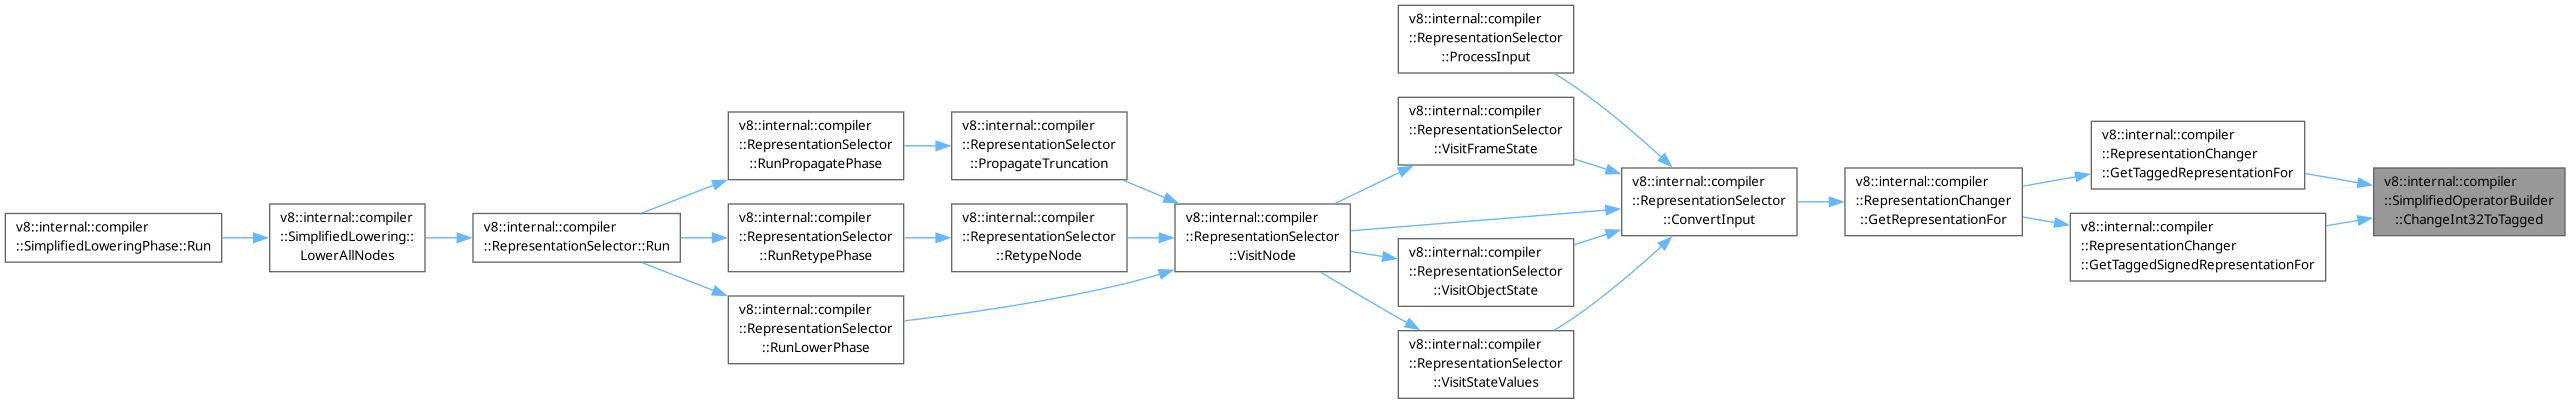 v8::internal::compiler
::SimplifiedLoweringPhase::Run
v8::internal::compiler
::SimplifiedLowering::
LowerAllNodes
v8::internal::compiler
::RepresentationSelector::Run
v8::internal::compiler
::RepresentationSelector
::RunPropagatePhase
v8::internal::compiler
::RepresentationSelector
::RunRetypePhase
v8::internal::compiler
::RepresentationSelector
::RunLowerPhase
v8::internal::compiler
::RepresentationSelector
::PropagateTruncation
v8::internal::compiler
::RepresentationSelector
::RetypeNode
v8::internal::compiler
::RepresentationSelector
::VisitNode
v8::internal::compiler
::RepresentationSelector
::ProcessInput
v8::internal::compiler
::RepresentationSelector
::VisitFrameState
v8::internal::compiler
::RepresentationSelector
::VisitObjectState
v8::internal::compiler
::RepresentationSelector
::VisitStateValues
v8::internal::compiler
::RepresentationSelector
::ConvertInput
v8::internal::compiler
::RepresentationChanger
::GetRepresentationFor
v8::internal::compiler
::RepresentationChanger
::GetTaggedRepresentationFor
v8::internal::compiler
::RepresentationChanger
::GetTaggedSignedRepresentationFor
v8::internal::compiler
::SimplifiedOperatorBuilder
::ChangeInt32ToTagged